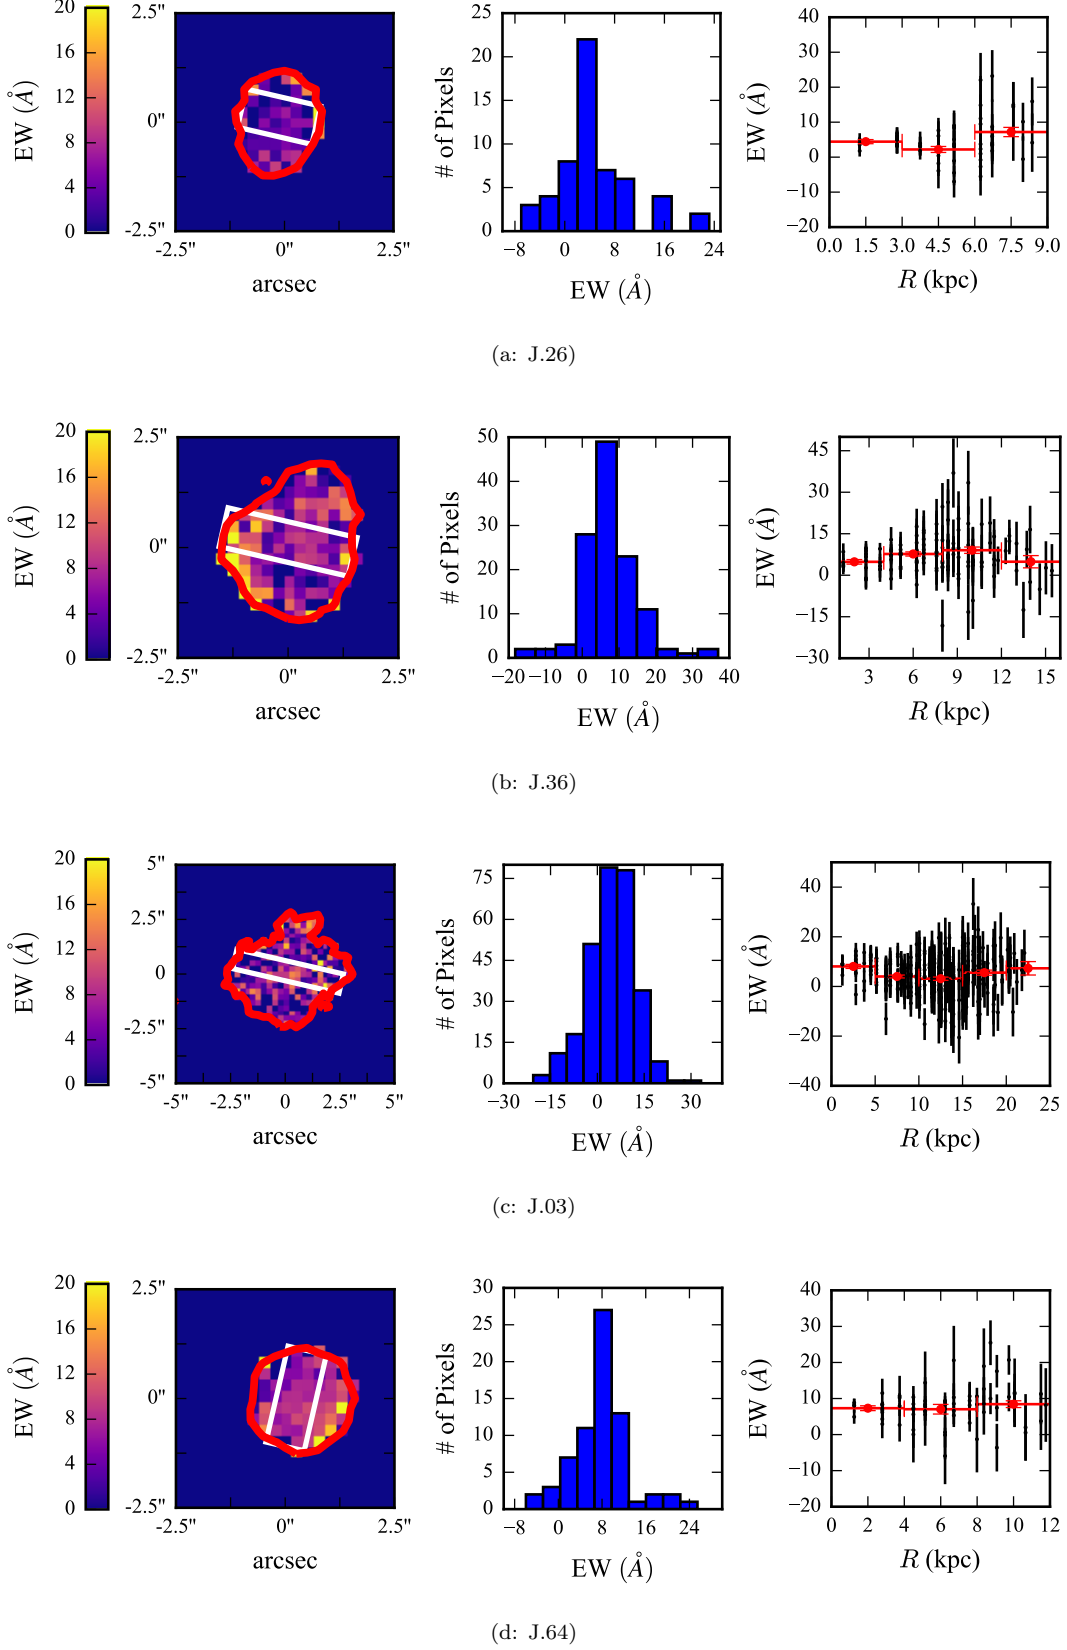 20
16
12
8
4
0
EW (Å)
2.5"
0"
-2.5"
-2.5" 0" 2.5"
arcsec
25
20
15
10
5
0
# of Pixels
−8 0 8 16 24
EW (Å)
40
30
20
10
0
−10
−20
EW (Å)
0.0 1.5 3.0 4.5 6.0 7.5 9.0
R (kpc)
(a: J.26)
20
16
12
8
4
0
EW (Å)
2.5"
0"
-2.5"
-2.5" 0" 2.5"
arcsec
50
40
30
20
10
0
# of Pixels
−20 −10 0 10 20 30 40
EW (Å)
45
30
15
0
−15
−30
EW (Å)
3 6 9 12 15
R (kpc)
(b: J.36)
20
16
12
8
4
0
EW (Å)
5"
2.5"
0
-2.5"
-5"
-5" -2.5" 0 2.5" 5"
arcsec
75
60
45
30
15
0
# of Pixels
−30 −15 0 15 30
EW (Å)
40
20
0
−20
−40
EW (Å)
0 5 10 15 20 25
R (kpc)
(c: J.03)
20
16
12
8
4
0
EW (Å)
2.5"
0"
-2.5"
-2.5" 0" 2.5"
arcsec
30
25
20
15
10
5
0
# of Pixels
−8 0 8 16 24
EW (Å)
40
30
20
10
0
−10
−20
EW (Å)
0 2 4 6 8 10 12
R (kpc)
(d: J.64)